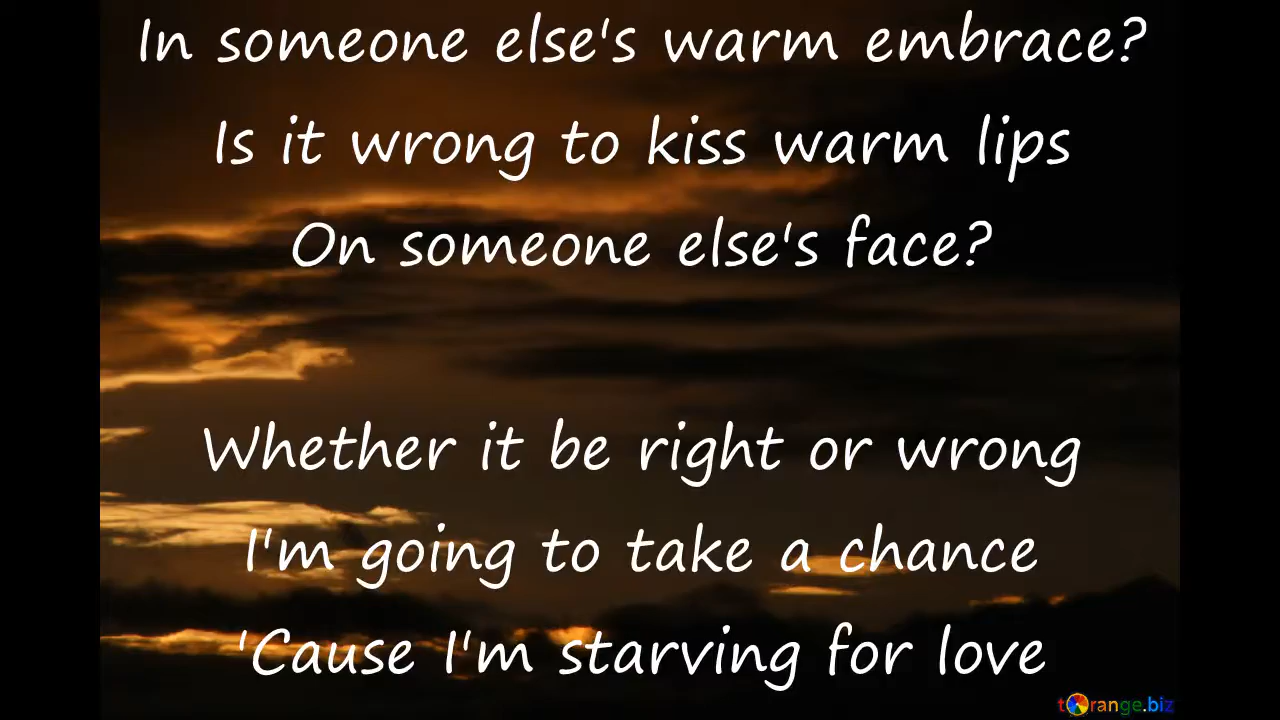 In someone else's warm embrace?
Is it wrong to kiss warm lips
On someone else's face?
Whether it be right or wrong
I'm going to take a chance
'Cause I'm starving for love
tOrange.biz